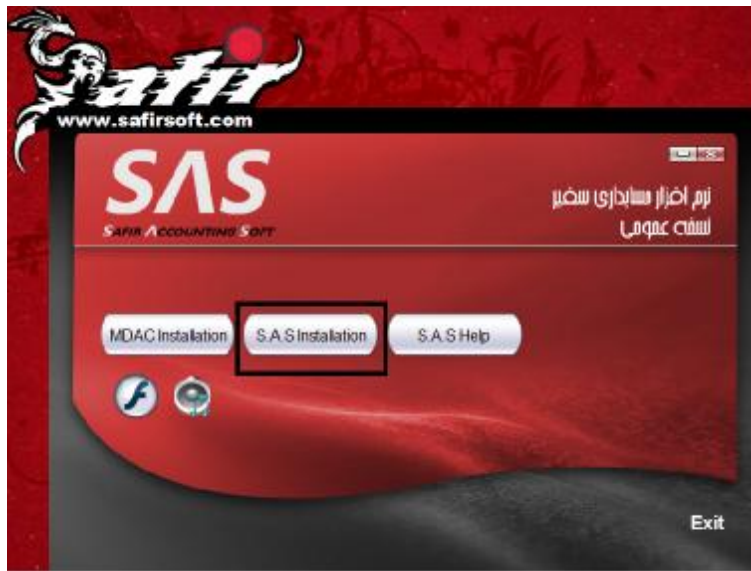 Safir
www.safirsoft.com
SAS
SAFIR ACCOUNTING SOFT
نرم افزار حسابداری سفیر
نسخه عمومی
MDAC Installation
S.A.S Installation
S.A.S Help
Exit